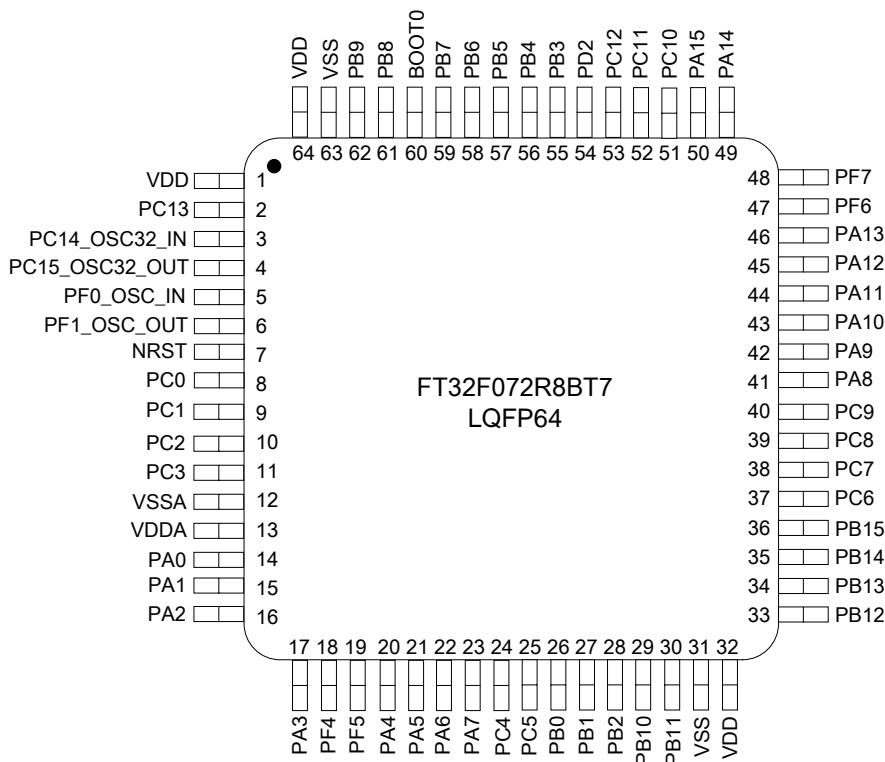 VDD
VSS
PB9
PB8
BOOT0
PB7
PB6
PB5
PB4
PB3
PD2
PC12
PC11
PC10
PA15
PA14
64 63 62 61 60 59 58 57 56 55 54 53 52 51 50 49
VDD 1
PC13 2
PC14_OSC32_IN 3
PC15_OSC32_OUT 4
PF0_OSC_IN 5
PF1_OSC_OUT 6
NRST 7
PC0 8
PC1 9
PC2 10
PC3 11
VSSA 12
VDDA 13
PA0 14
PA1 15
PA2 16
FT32F072R8BT7
LQFP64
48 PF7
47 PF6
46 PA13
45 PA12
44 PA11
43 PA10
42 PA9
41 PA8
40 PC9
39 PC8
38 PC7
37 PC6
36 PB15
35 PB14
34 PB13
33 PB12
17 18 19 20 21 22 23 24 25 26 27 28 29 30 31 32
PA3
PF4
PF5
PA4
PA5
PA6
PA7
PC4
PC5
PB0
PB1
PB2
PB10
PB11
VSS
VDD